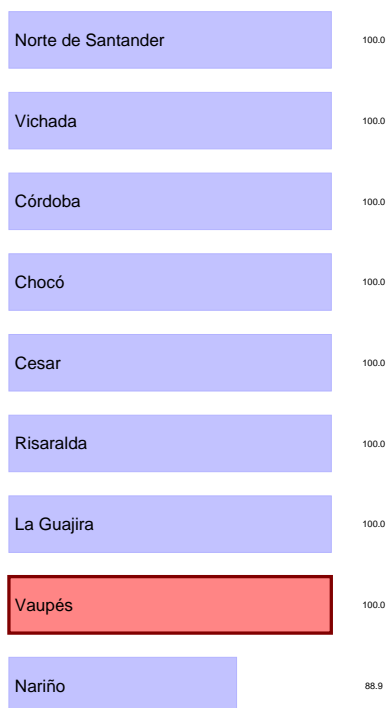 Norte de Santander 100.0
Vichada 100.0
Córdoba 100.0
Chocó 100.0
Cesar 100.0
Risaralda 100.0
La Guajira 100.0
Vaupés 100.0
Nariño 88.9